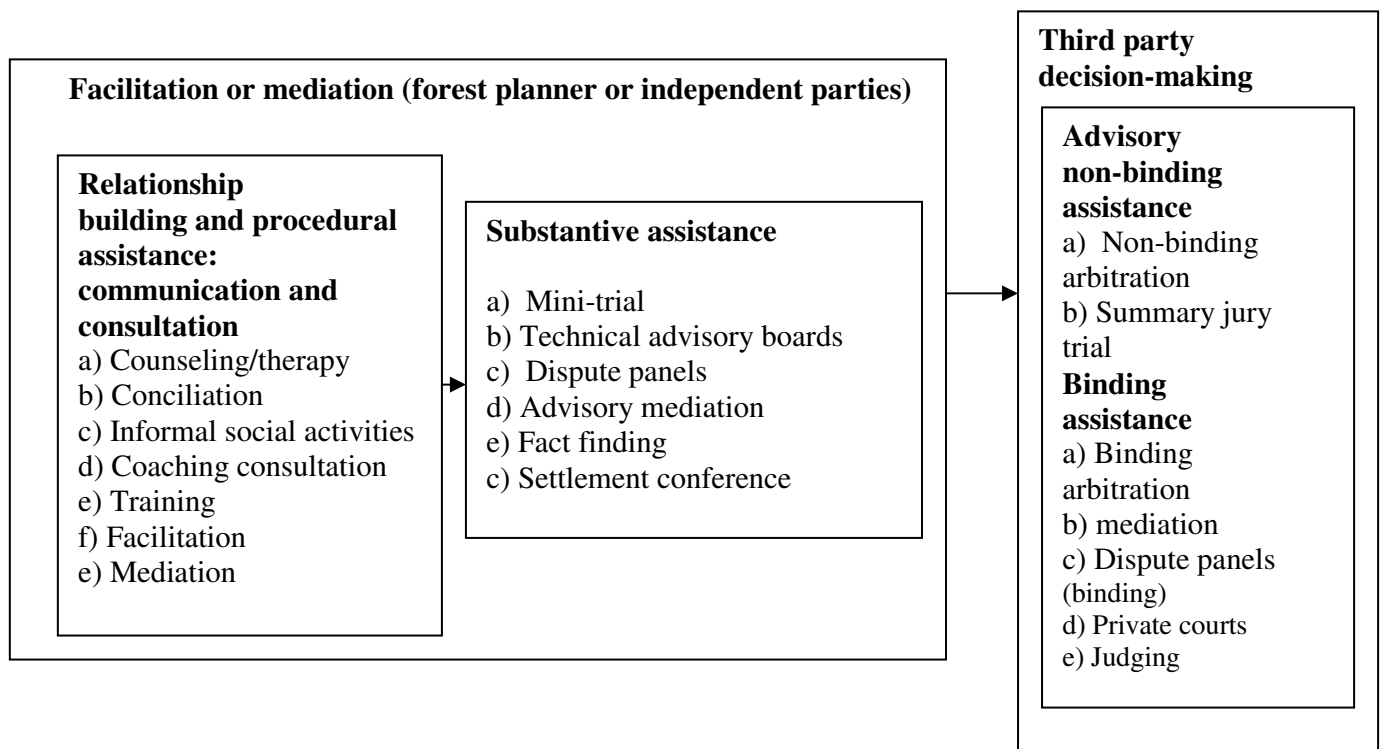 Facilitation or mediation (forest planner or independent parties)
Relationship
building and procedural
assistance:
communication and
consultation
a) Counseling/therapy
b) Conciliation
c) Informal social activities
d) Coaching consultation
e) Training
f) Facilitation
e) Mediation
Substantive assistance
a) Mini-trial
b) Technical advisory boards
c) Dispute panels
d) Advisory mediation
e) Fact finding
c) Settlement conference
Third party
decision-making
Advisory
non-binding
assistance
a) Non-binding
arbitration
b) Summary jury
trial
Binding
assistance
a) Binding
arbitration
b) mediation
c) Dispute panels
(binding)
d) Private courts
e) Judging